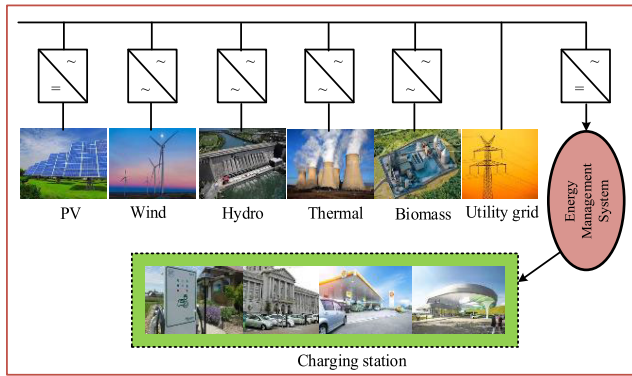 ~
=
~
~
~
~
~
~
~
~
~
=
PV
Wind
Hydro
Thermal
Biomass
Utility grid
Energy
Management
System
Charging station